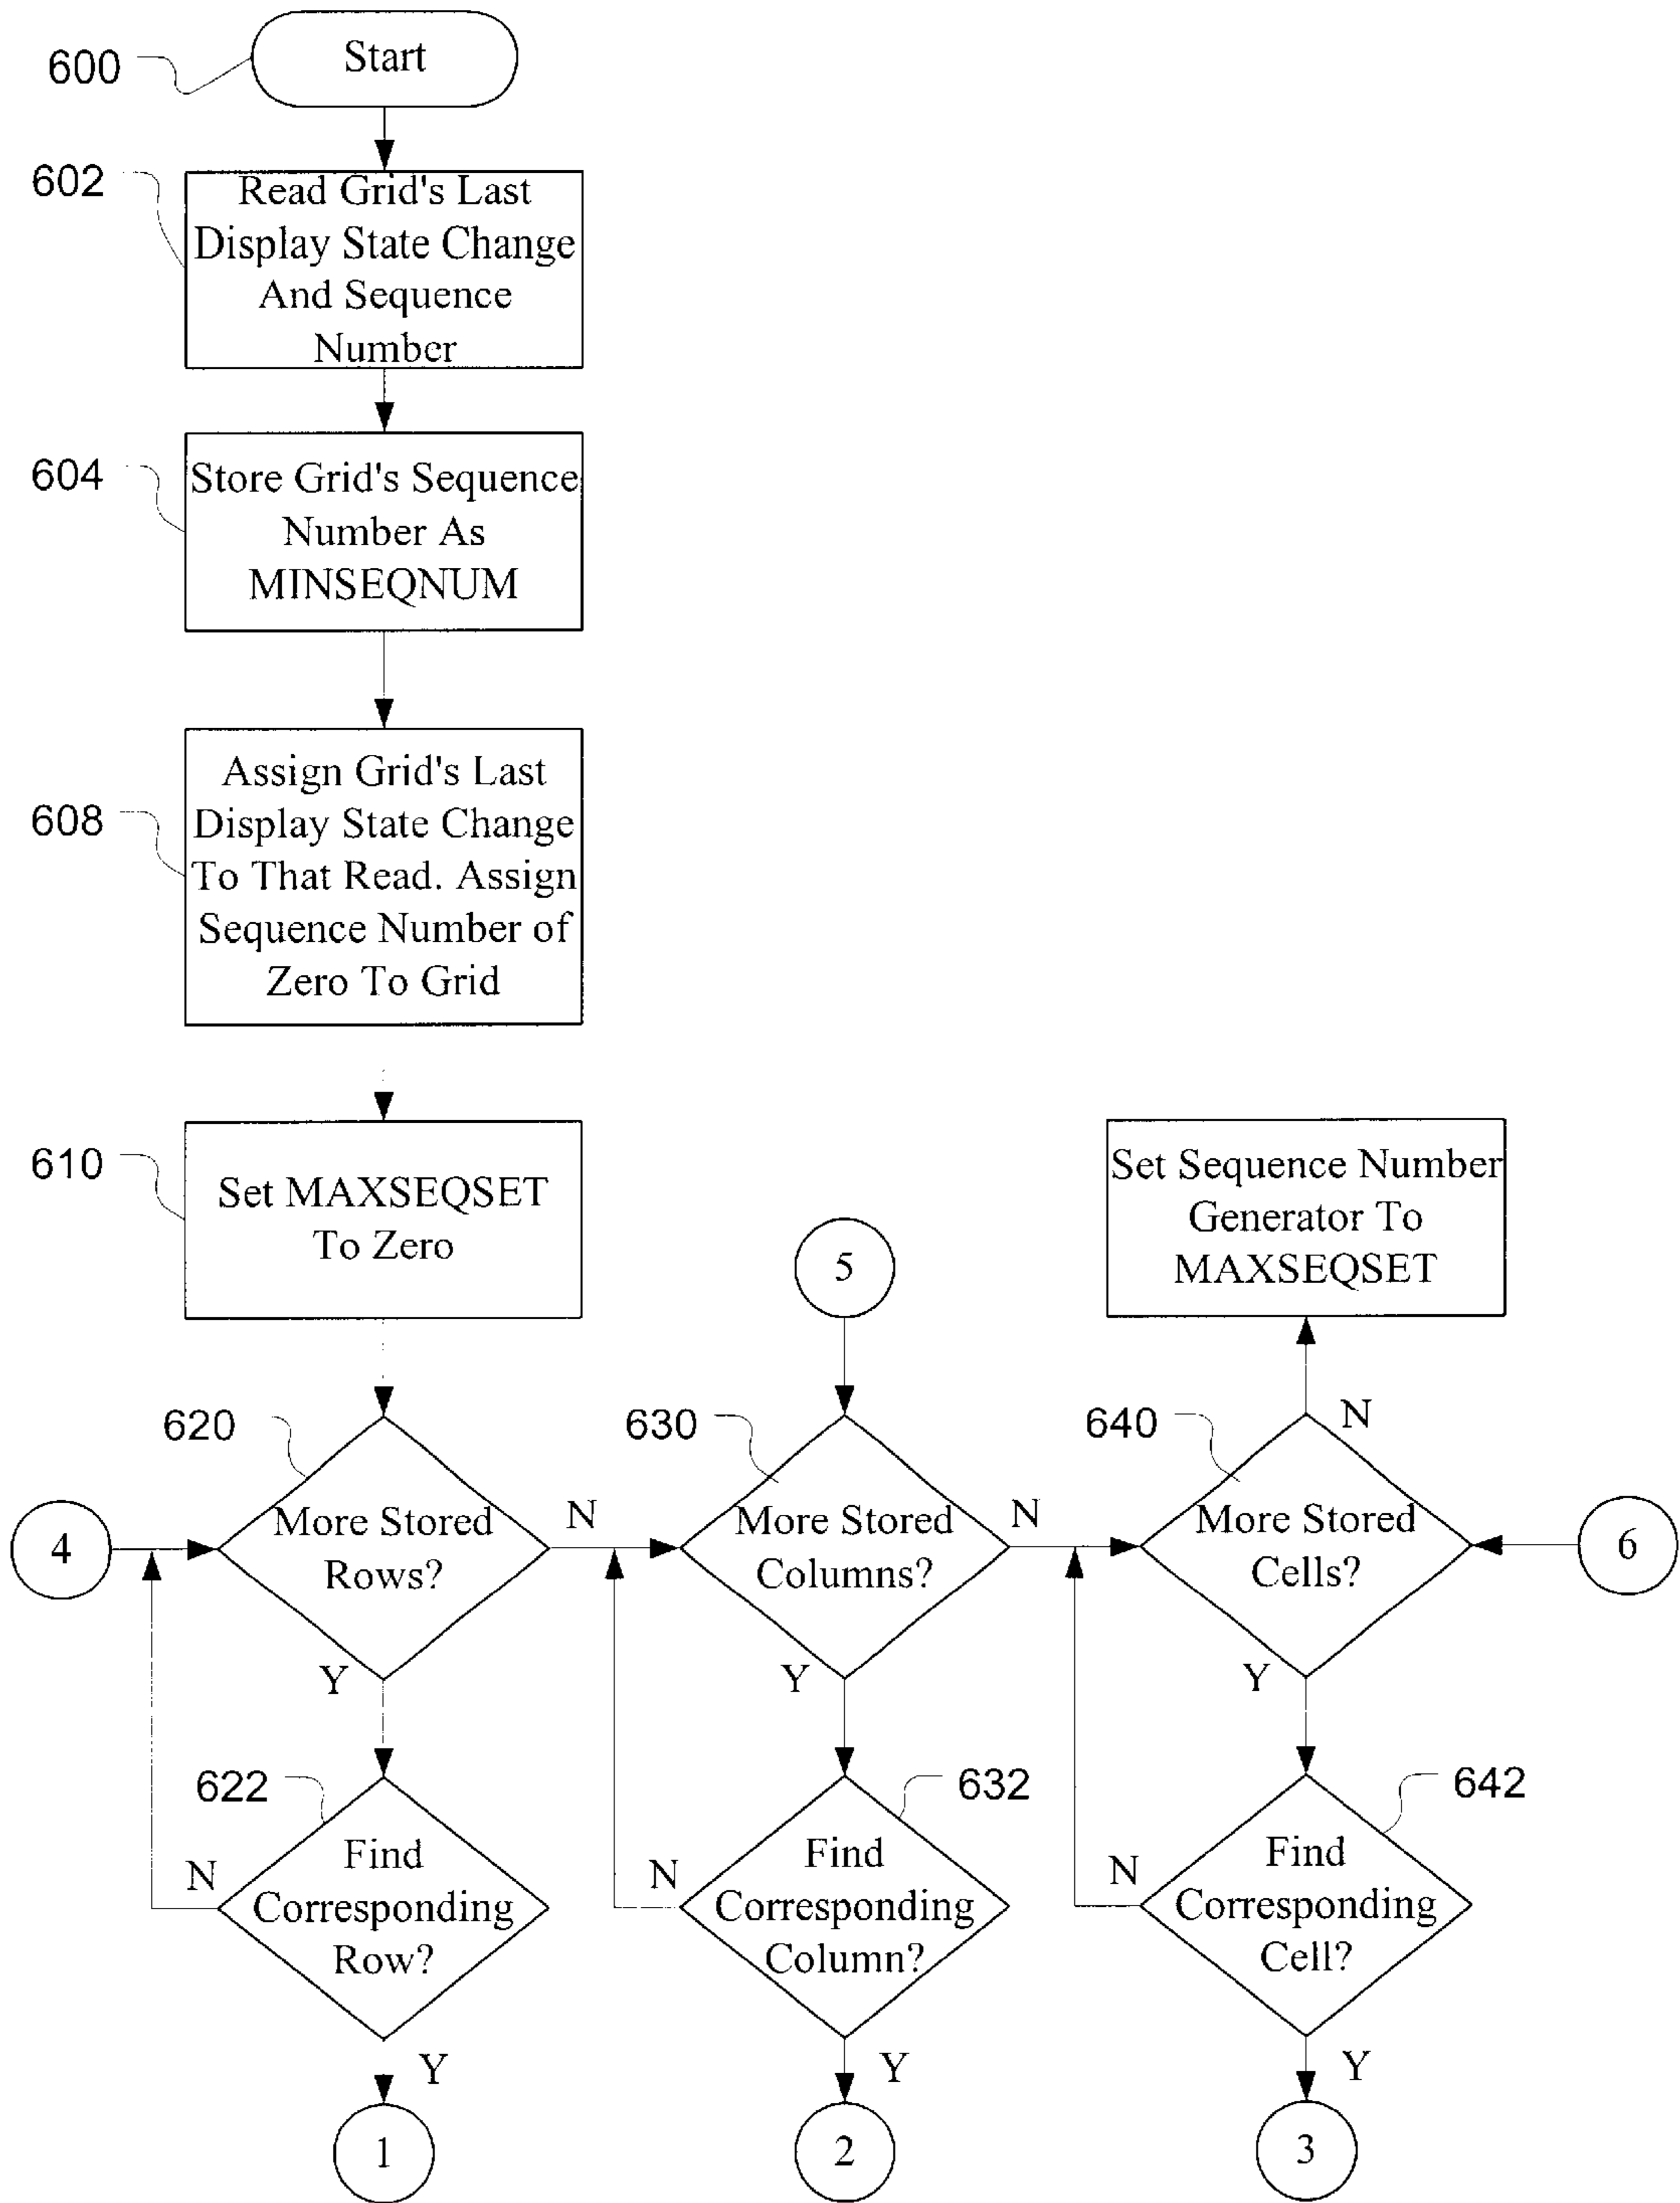 600
Start
602
Read Grid's Last
Display State Change
And Sequence
Number
604
Store Grid's Sequence
Number As
MINSEQNUM
608
Assign Grid's Last
Display State Change
To That Read. Assign
Sequence Number of
Zero To Grid
610
Set MAXSEQSET
To Zero
5
Set Sequence Number
Generator To
MAXSEQSET
620
630
640
N
4
More Stored
Rows?
N
More Stored
Columns?
N
More Stored
Cells?
6
Y
Y
Y
622
632
642
N
Find
Corresponding
Row?
N
Find
Corresponding
Column?
N
Find
Corresponding
Cell?
Y
Y
Y
1
2
3